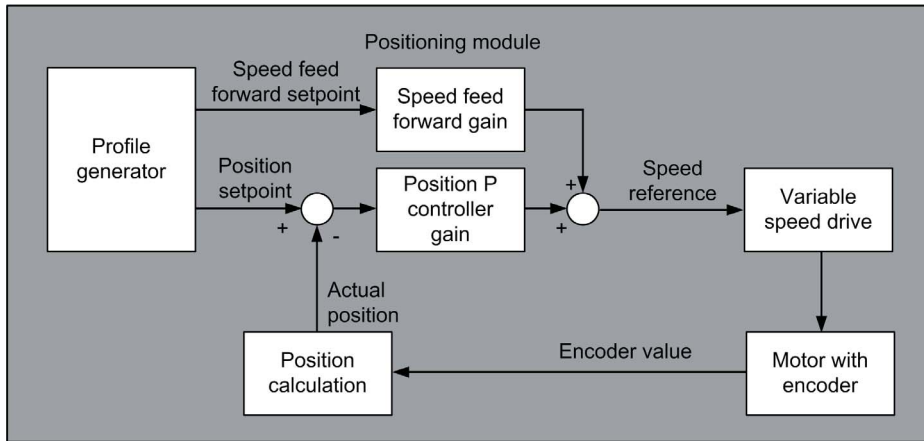 Positioning module
Speed feed
forward setpoint
Speed feed
forward gain
Profile
generator
Position
setpoint
+
-
Position P
controller
gain
+
+
Speed
reference
Variable
speed drive
Actual
position
Position
calculation
Encoder value
Motor with
encoder